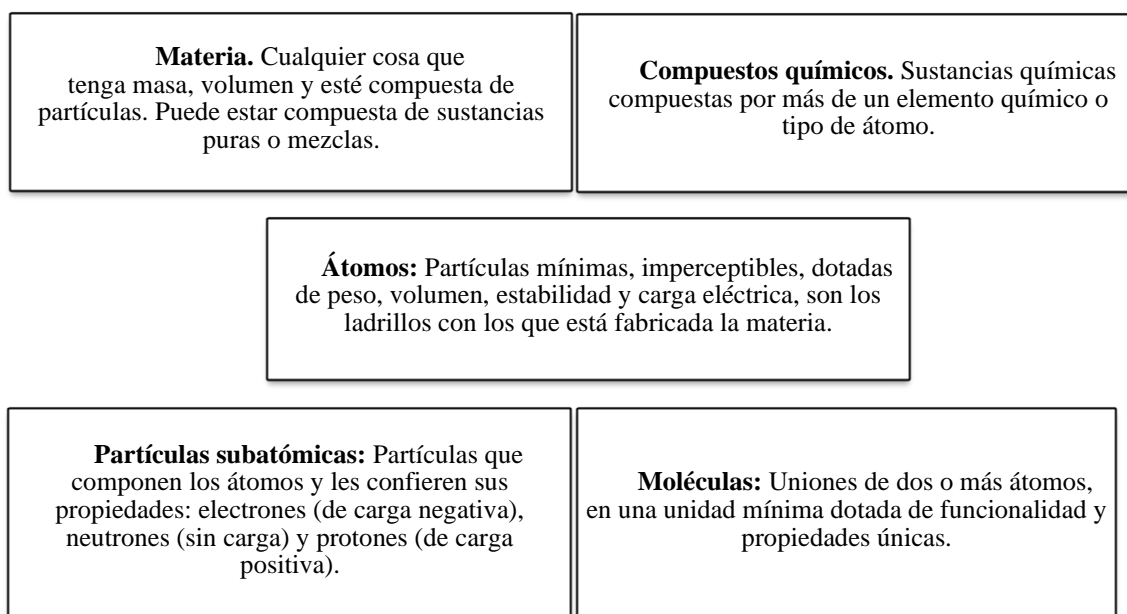 Materia. Cualquier cosa que
tenga masa, volumen y esté compuesta de
partículas. Puede estar compuesta de sustancias
puras o mezclas.
Compuestos químicos. Sustancias químicas
compuestas por más de un elemento químico o
tipo de átomo.
Átomos: Partículas mínimas, imperceptibles, dotadas
de peso, volumen, estabilidad y carga eléctrica, son los
ladrillos con los que está fabricada la materia.
Partículas subatómicas: Partículas que
componen los átomos y les confieren sus
propiedades: electrones (de carga negativa),
neutrones (sin carga) y protones (de carga
positiva).
Moléculas: Uniones de dos o más átomos,
en una unidad mínima dotada de funcionalidad y
propiedades únicas.